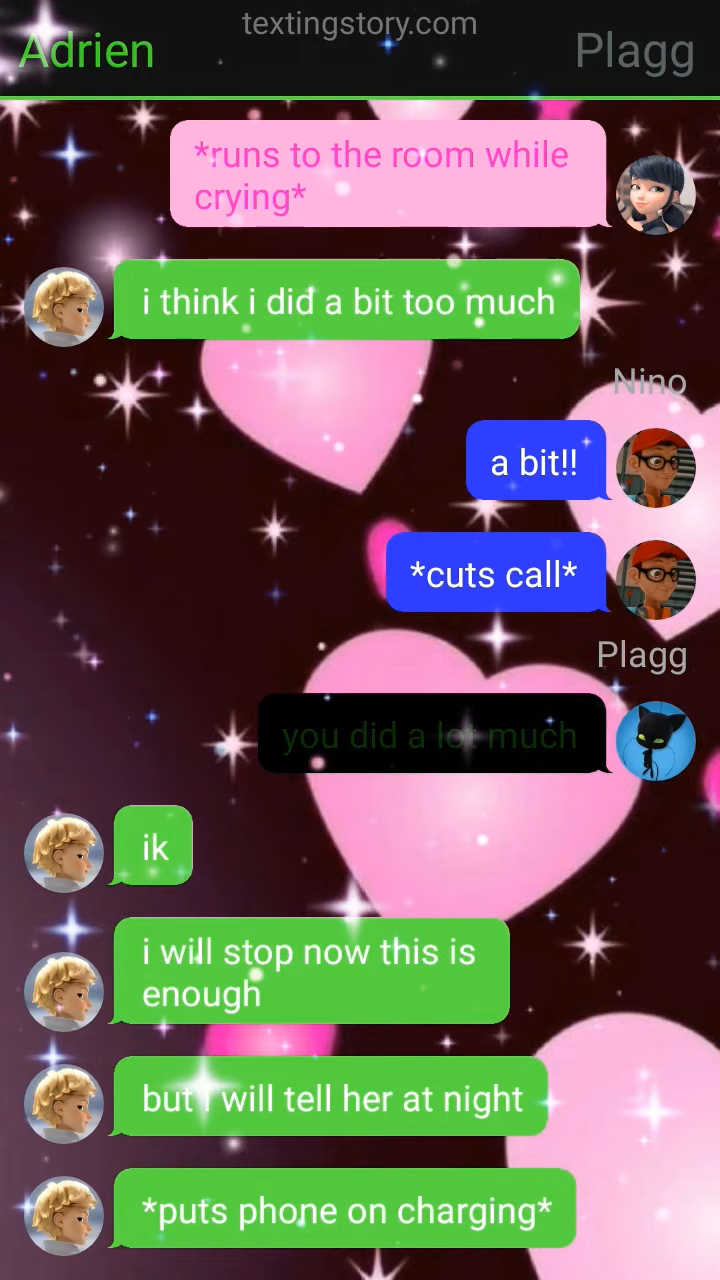 textingstory.com
Adrien
Plagg
*runs to the room while
crying*
i think i did a bit too much
Nino
a bit!!
*cuts call*
Plagg
you did a lot much
ik
i will stop now this is
enough
but i will tell her at night
*puts phone on charging*